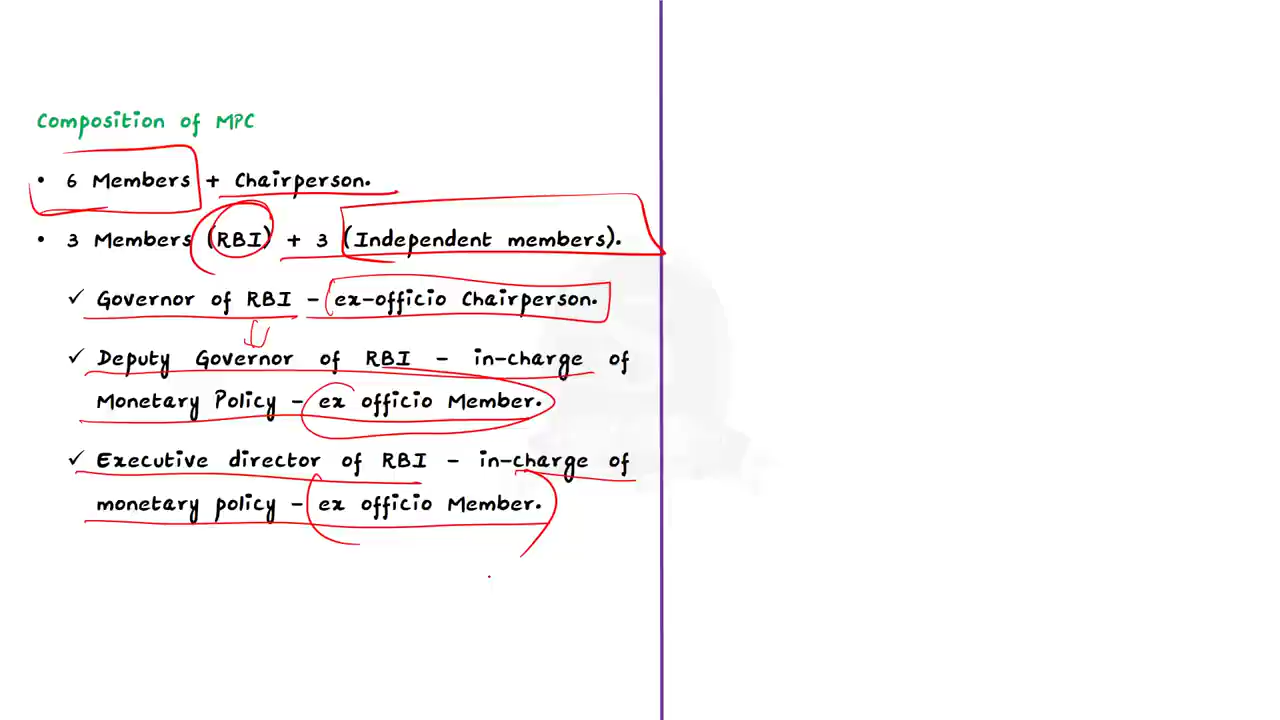 Composition of MPC
• 6 Members + Chairperson.
• 3 Members (RBI) + 3 (Independent members).
✓ Governor of RBI - ex-officio Chairperson.
✓ Deputy Governor of RBI - in-charge of
Monetary Policy - ex officio Member.
✓ Executive director of RBI - in-charge of
monetary policy - ex officio Member.